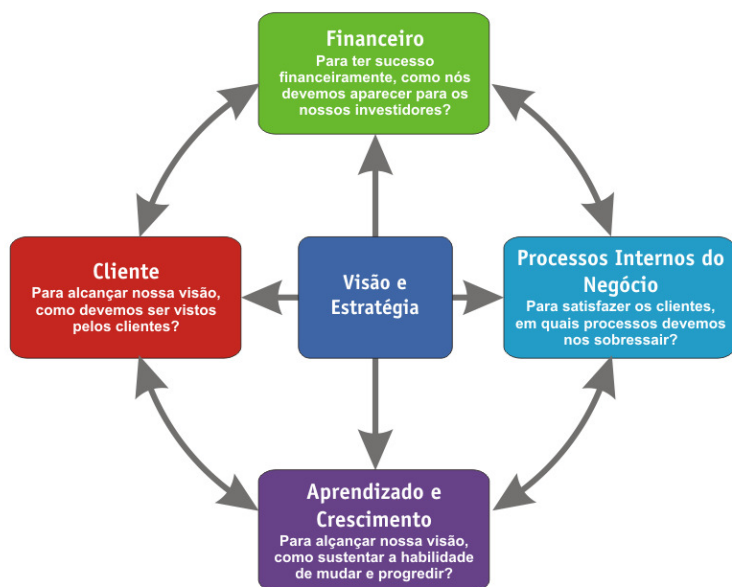 Financeiro
Para ter sucesso
financeiramente, como nós
devemos aparecer para os
nossos investidores?
Cliente
Para alcançar nossa visão,
como devemos ser vistos
pelos clientes?
Visão e
Estratégia
Processos Internos do
Negócio
Para satisfazer os clientes,
em quais processos devemos
nos sobressair?
Aprendizado e
Crescimento
Para alçançar nossa visão,
como sustentar a habilidade
de mudar e progredir?